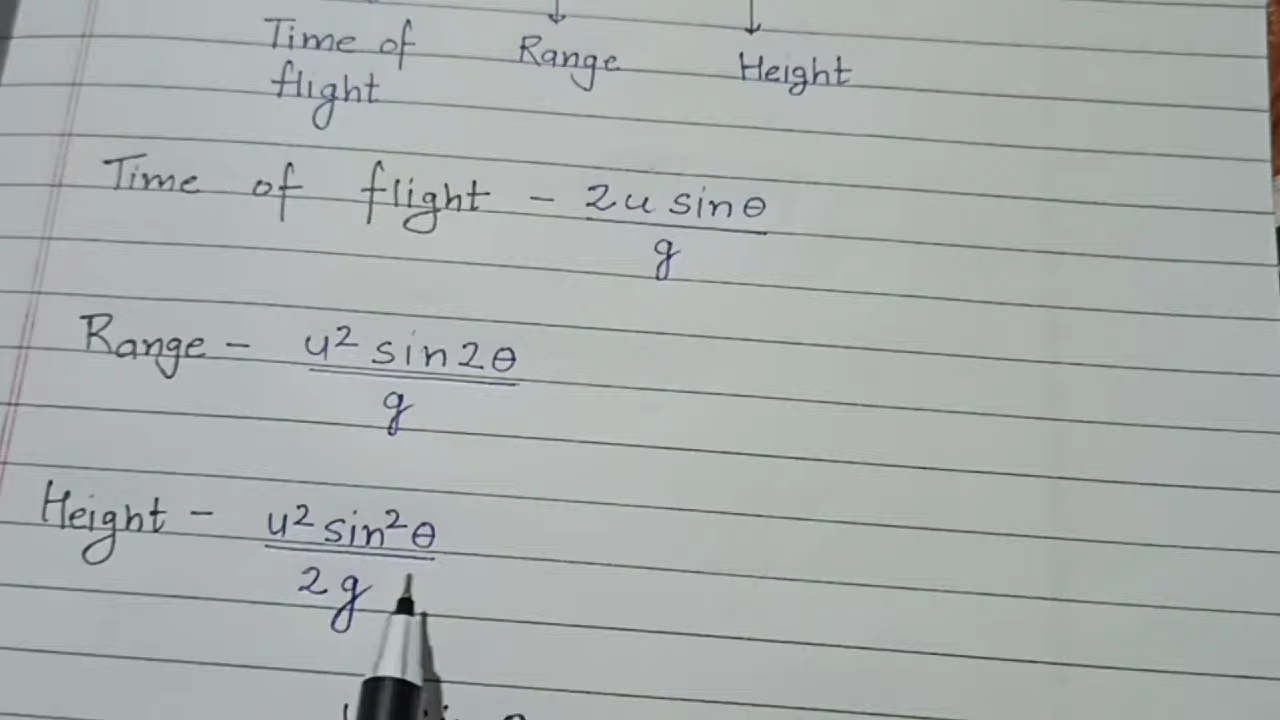 Time of flight Range Height
Time of flight - 2u sinθ / g
Range - u² sin2θ / g
Height - u² sin²θ / 2g